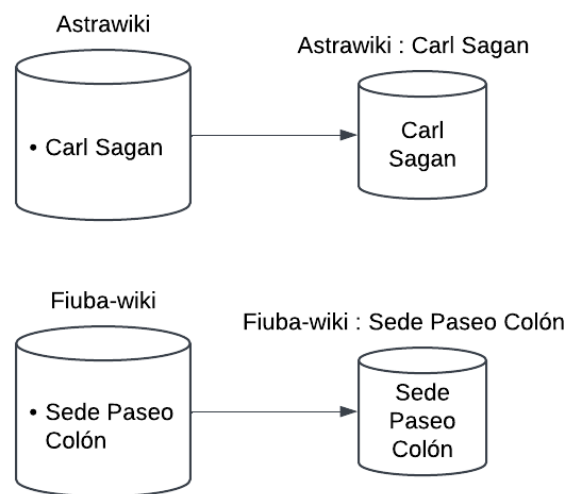 Astrawiki
Astrawiki : Carl Sagan
• Carl Sagan
Carl
Sagan
Fiuba-wiki
Fiuba-wiki : Sede Paseo Colón
• Sede Paseo
Colón
Sede
Paseo
Colón